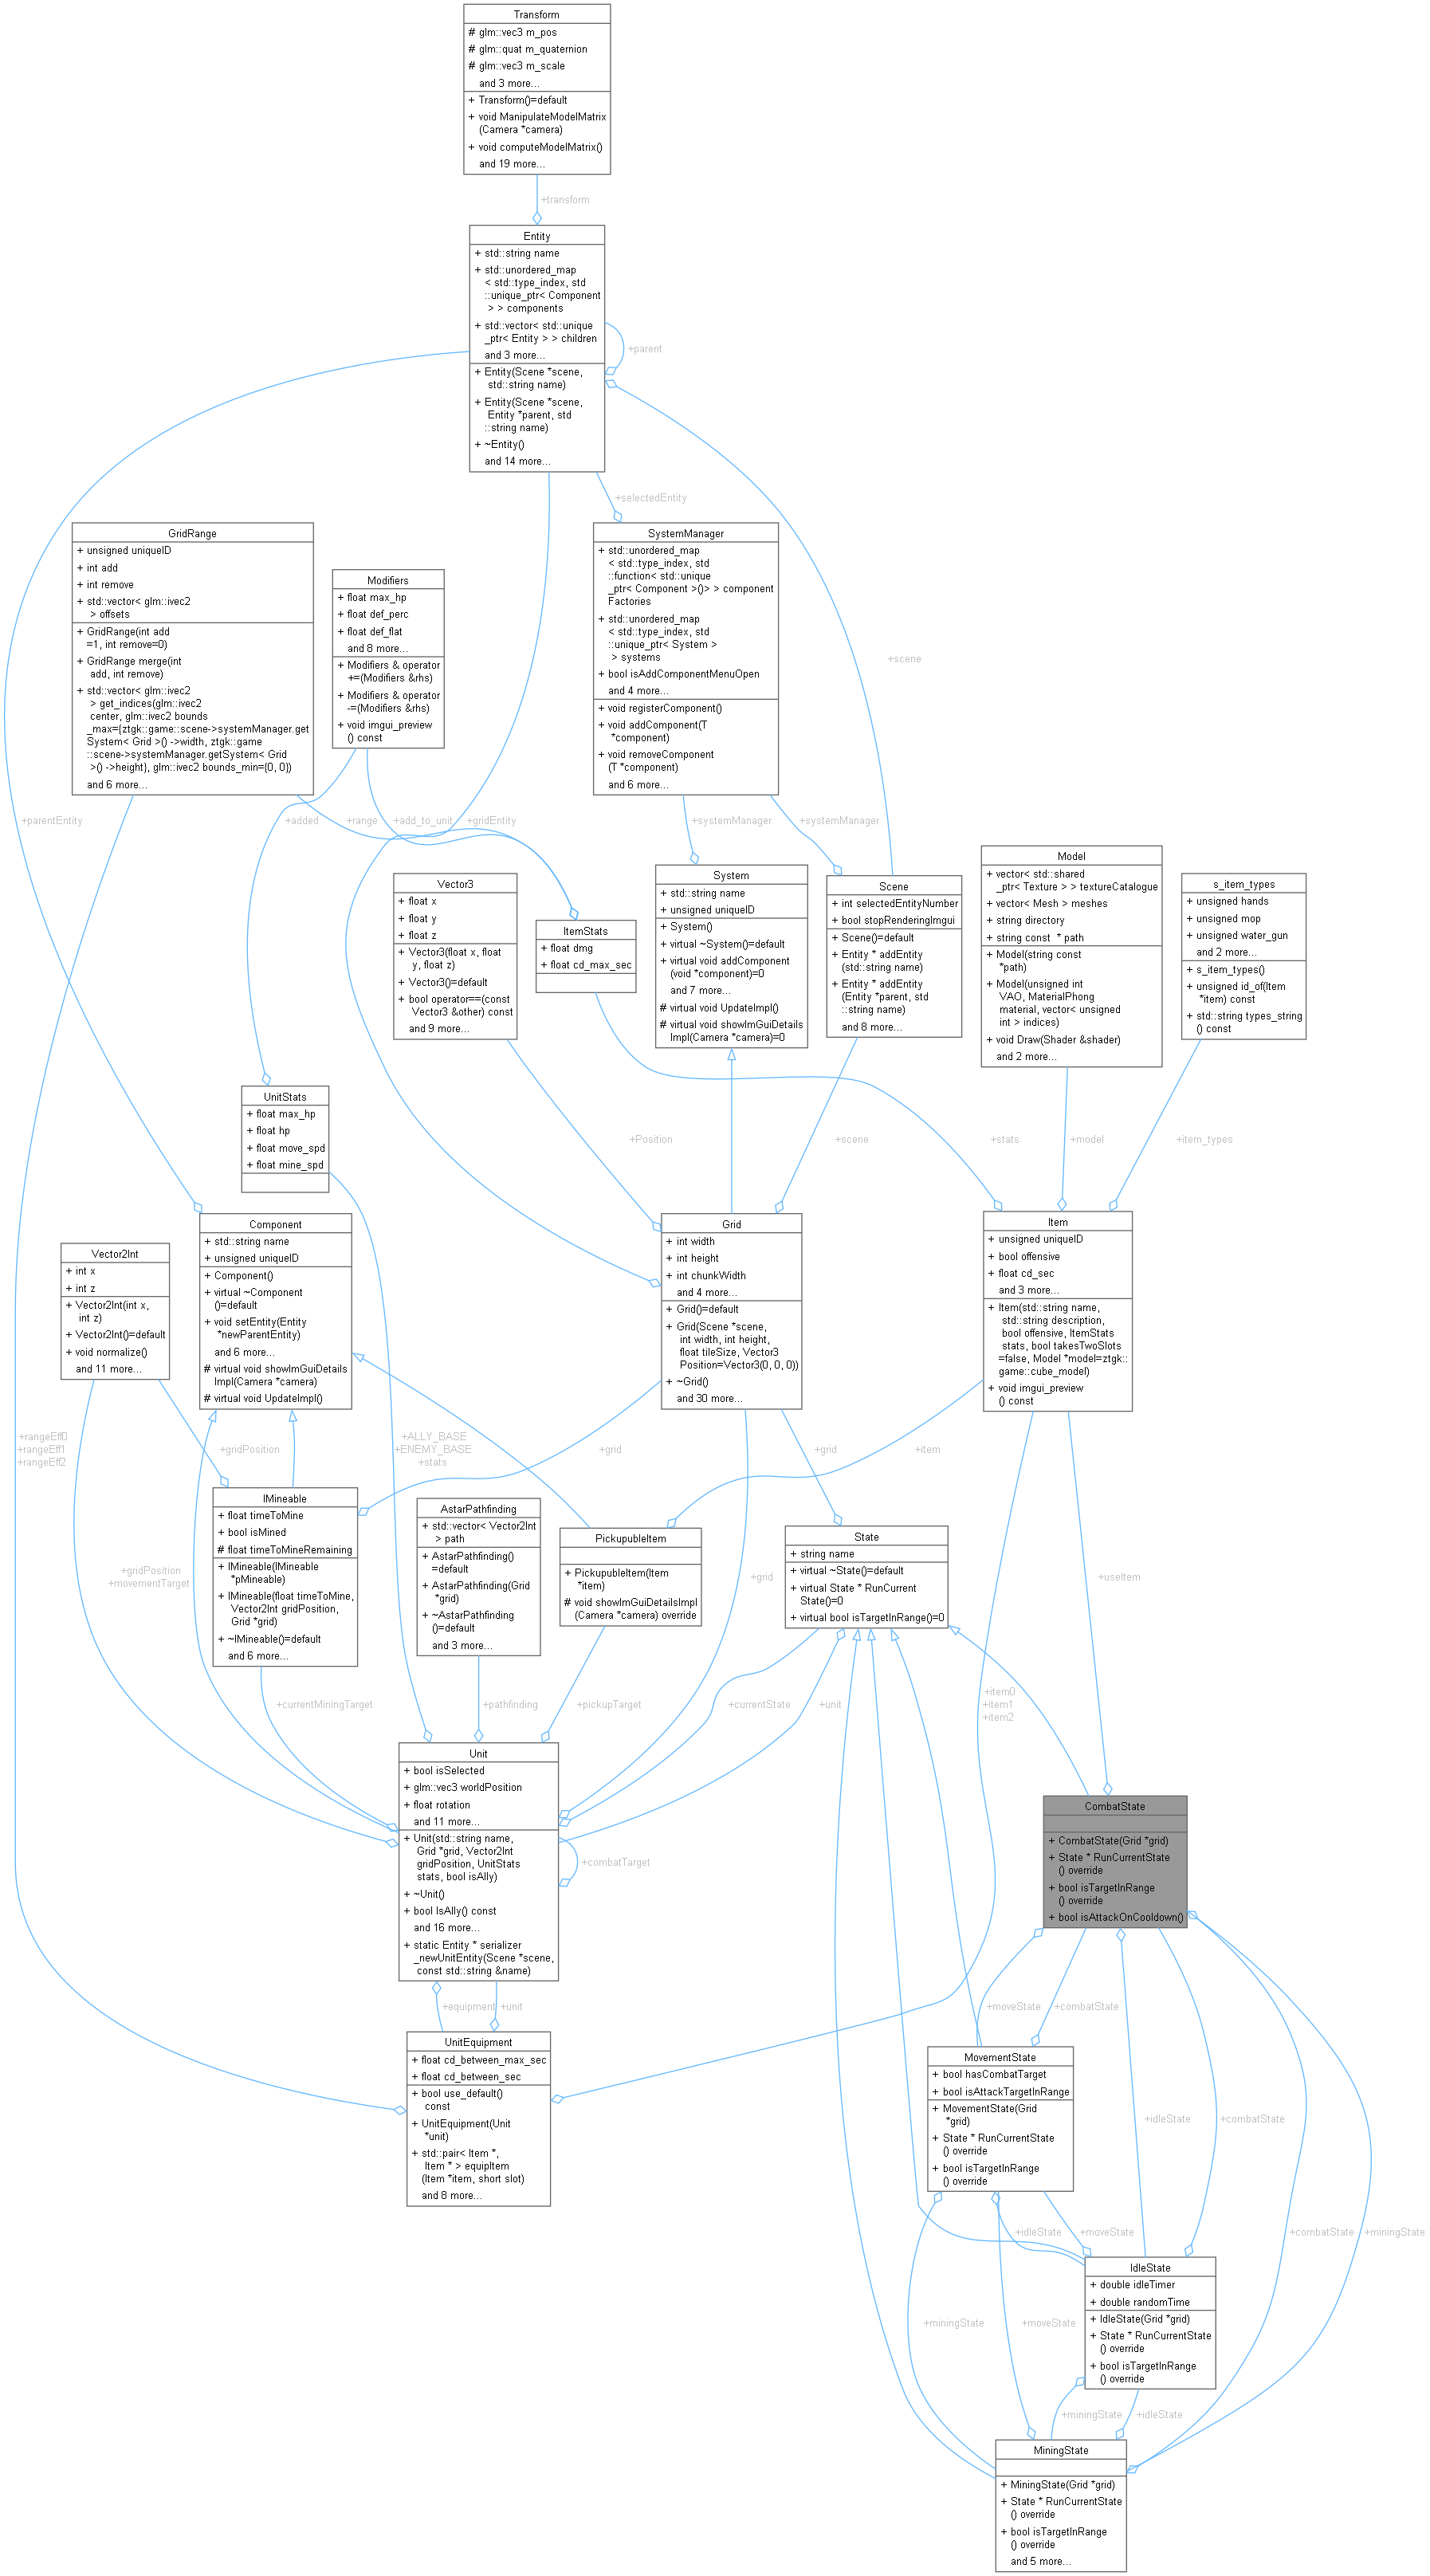 Transform
# glm::vec3 m_pos
# glm::quat m_quaternion
# glm::vec3 m_scale
and 3 more...
+ Transform()=default
+ void ManipulateModelMatrix
(Camera *camera)
+ void computeModelMatrix()
and 19 more...
+transform
Entity
+ std::string name
+ std::unordered_map
< std::type_index, std
::unique_ptr< Component
> > components
+ std::vector< std::unique
_ptr< Entity > > children
and 3 more...
+ Entity(Scene *scene,
std::string name)
+ Entity(Scene *scene,
Entity *parent, std
::string name)
+ ~Entity()
and 14 more...
+parent
+selectedEntity
+scene
GridRange
+ unsigned uniqueID
+ int add
+ int remove
+ std::vector< glm::ivec2
> offsets
+ GridRange(int add
=1, int remove=0)
+ GridRange merge(int
add, int remove)
+ std::vector< glm::ivec2
> get_indices(glm::ivec2
center, glm::ivec2 bounds
_max={ztgk::game::scene->systemManager.get
System< Grid >() ->width, ztgk::game
::scene->systemManager.getSystem< Grid
>() ->height}, glm::ivec2 bounds_min={0, 0})
and 6 more...
Modifiers
+ float max_hp
+ float def_perc
+ float def_flat
and 8 more...
+ Modifiers & operator
+=(Modifiers &rhs)
+ Modifiers & operator
-=(Modifiers &rhs)
+ void imgui_preview
() const
SystemManager
+ std::unordered_map
< std::type_index, std
::function< std::unique
_ptr< Component >()> > component
Factories
+ std::unordered_map
< std::type_index, std
::unique_ptr< System >
> systems
+ bool isAddComponentMenuOpen
and 4 more...
+ void registerComponent()
+ void addComponent(T
*component)
+ void removeComponent
(T *component)
and 6 more...
+parentEntity
+added
+range
+add_to_unit
+gridEntity
+systemManager
+systemManager
Vector3
+ float x
+ float y
+ float z
+ Vector3(float x, float
y, float z)
+ Vector3()=default
+ bool operator==(const
Vector3 &other) const
and 9 more...
ItemStats
+ float dmg
+ float cd_max_sec
System
+ std::string name
+ unsigned uniqueID
+ System()
+ virtual ~System()=default
+ virtual void addComponent
(void *component)=0
and 7 more...
# virtual void UpdateImpl()
# virtual void showImGuiDetails
Impl(Camera *camera)=0
Scene
+ int selectedEntityNumber
+ bool stopRenderingImgui
+ Scene()=default
+ Entity * addEntity
(std::string name)
+ Entity * addEntity
(Entity *parent, std
::string name)
and 8 more...
Model
+ vector< std::shared
_ptr< Texture > > textureCatalogue
+ vector< Mesh > meshes
+ string directory
+ string const * path
+ Model(string const
*path)
+ Model(unsigned int
VAO, MaterialPhong
material, vector< unsigned
int > indices)
+ void Draw(Shader &shader)
and 2 more...
s_item_types
+ unsigned hands
+ unsigned mop
+ unsigned water_gun
and 2 more...
+ s_item_types()
+ unsigned id_of(Item
*item) const
+ std::string types_string
() const
UnitStats
+ float max_hp
+ float hp
+ float move_spd
+ float mine_spd
+Position
+scene
+stats
+model
+item_types
Component
+ std::string name
+ unsigned uniqueID
+ Component()
+ virtual ~Component
()=default
+ void setEntity(Entity
*newParentEntity)
and 6 more...
# virtual void showImGuiDetails
Impl(Camera *camera)
# virtual void UpdateImpl()
Vector2Int
+ int x
+ int z
+ Vector2Int(int x,
int z)
+ Vector2Int()=default
+ void normalize()
and 11 more...
Grid
+ int width
+ int height
+ int chunkWidth
and 4 more...
+ Grid()=default
+ Grid(Scene *scene,
int width, int height,
float tileSize, Vector3
Position=Vector3(0, 0, 0))
+ ~Grid()
and 30 more...
Item
+ unsigned uniqueID
+ bool offensive
+ float cd_sec
and 3 more...
+ Item(std::string name,
std::string description,
bool offensive, ItemStats
stats, bool takesTwoSlots
=false, Model *model=ztgk::
game::cube_model)
+ void imgui_preview
() const
+rangeEff0
+rangeEff1
+rangeEff2
+gridPosition
+ALLY_BASE
+ENEMY_BASE
+stats
+grid
+grid
+item
IMineable
+ float timeToMine
+ bool isMined
# float timeToMineRemaining
+ IMineable(IMineable
*pMineable)
+ IMineable(float timeToMine,
Vector2Int gridPosition,
Grid *grid)
+ ~IMineable()=default
and 6 more...
AstarPathfinding
+ std::vector< Vector2Int
> path
+ AstarPathfinding()
=default
+ AstarPathfinding(Grid
*grid)
+ ~AstarPathfinding
()=default
and 3 more...
PickupubleItem
+ PickupubleItem(Item
*item)
# void showImGuiDetailsImpl
(Camera *camera) override
State
+ string name
+ virtual ~State()=default
+ virtual State * RunCurrent
State()=0
+ virtual bool isTargetInRange()=0
+gridPosition
+movementTarget
+grid
+useItem
+currentMiningTarget
+pathfinding
+pickupTarget
+currentState
+unit
+item0
+item1
+item2
Unit
+ bool isSelected
+ glm::vec3 worldPosition
+ float rotation
and 11 more...
+ Unit(std::string name,
Grid *grid, Vector2Int
gridPosition, UnitStats
stats, bool isAlly)
+ ~Unit()
+ bool IsAlly() const
and 16 more...
+ static Entity * serializer
_newUnitEntity(Scene *scene,
const std::string &name)
+combatTarget
CombatState
+ CombatState(Grid *grid)
+ State * RunCurrentState
() override
+ bool isTargetInRange
() override
+ bool isAttackOnCooldown()
+equipment
+unit
+moveState
+combatState
UnitEquipment
+ float cd_between_max_sec
+ float cd_between_sec
+ bool use_default()
const
+ UnitEquipment(Unit
*unit)
+ std::pair< Item *,
Item * > equipItem
(Item *item, short slot)
and 8 more...
MovementState
+ bool hasCombatTarget
+ bool isAttackTargetInRange
+ MovementState(Grid
*grid)
+ State * RunCurrentState
() override
+ bool isTargetInRange
() override
+idleState
+combatState
+idleState
+moveState
+combatState
+miningState
IdleState
+ double idleTimer
+ double randomTime
+ IdleState(Grid *grid)
+ State * RunCurrentState
() override
+ bool isTargetInRange
() override
+miningState
+moveState
+miningState
+idleState
MiningState
+ MiningState(Grid *grid)
+ State * RunCurrentState
() override
+ bool isTargetInRange
() override
and 5 more...